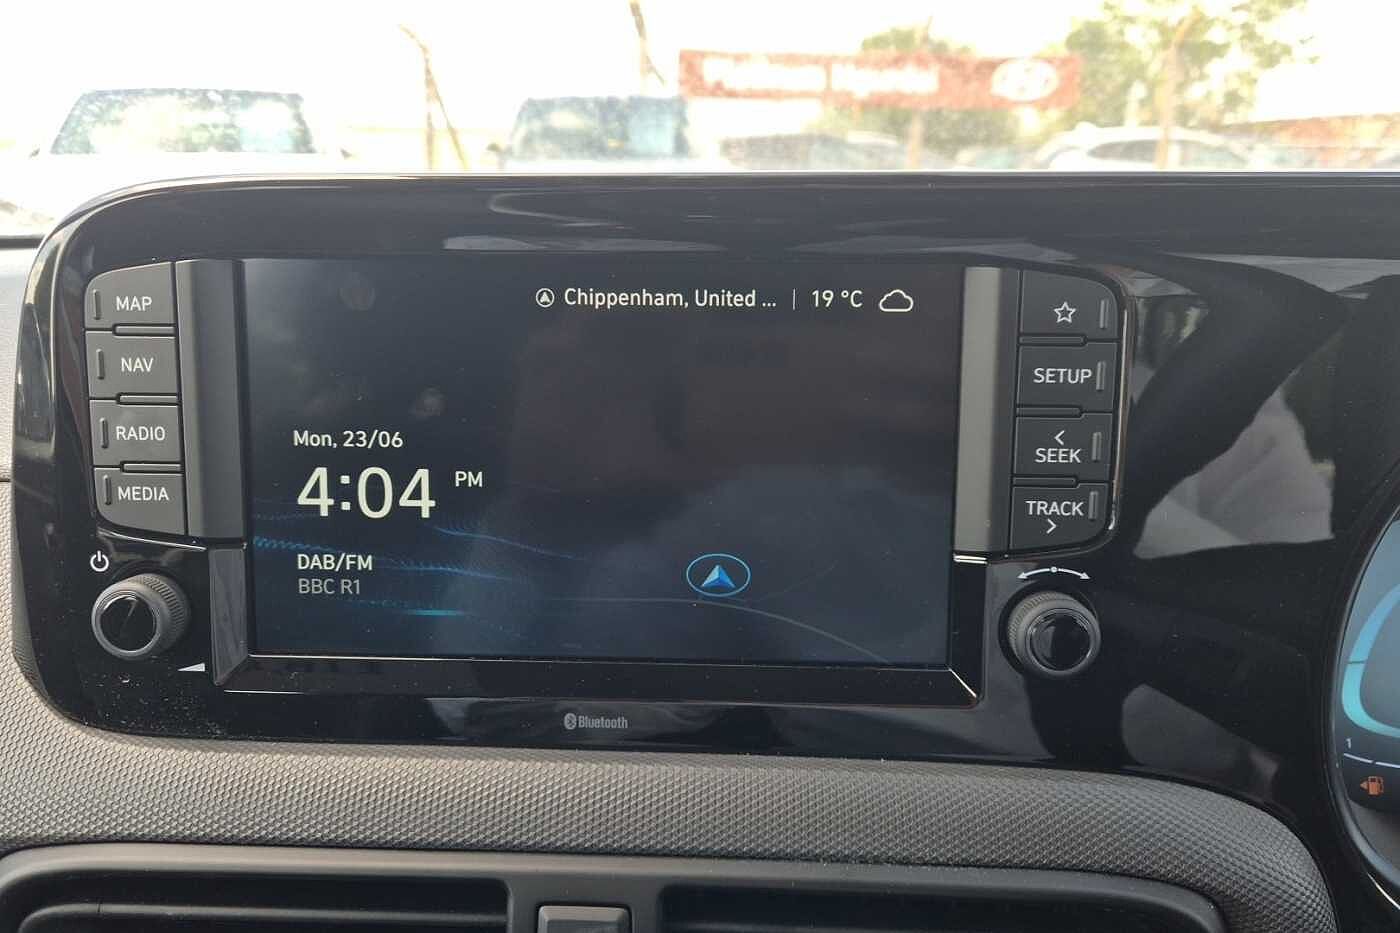 Chippenham, United ... | 19 °C
MAP
NAV
RADIO
MEDIA
Mon, 23/06
4:04 PM
DAB/FM
BBC R1
SETUP
<
SEEK
TRACK
>
Bluetooth
1